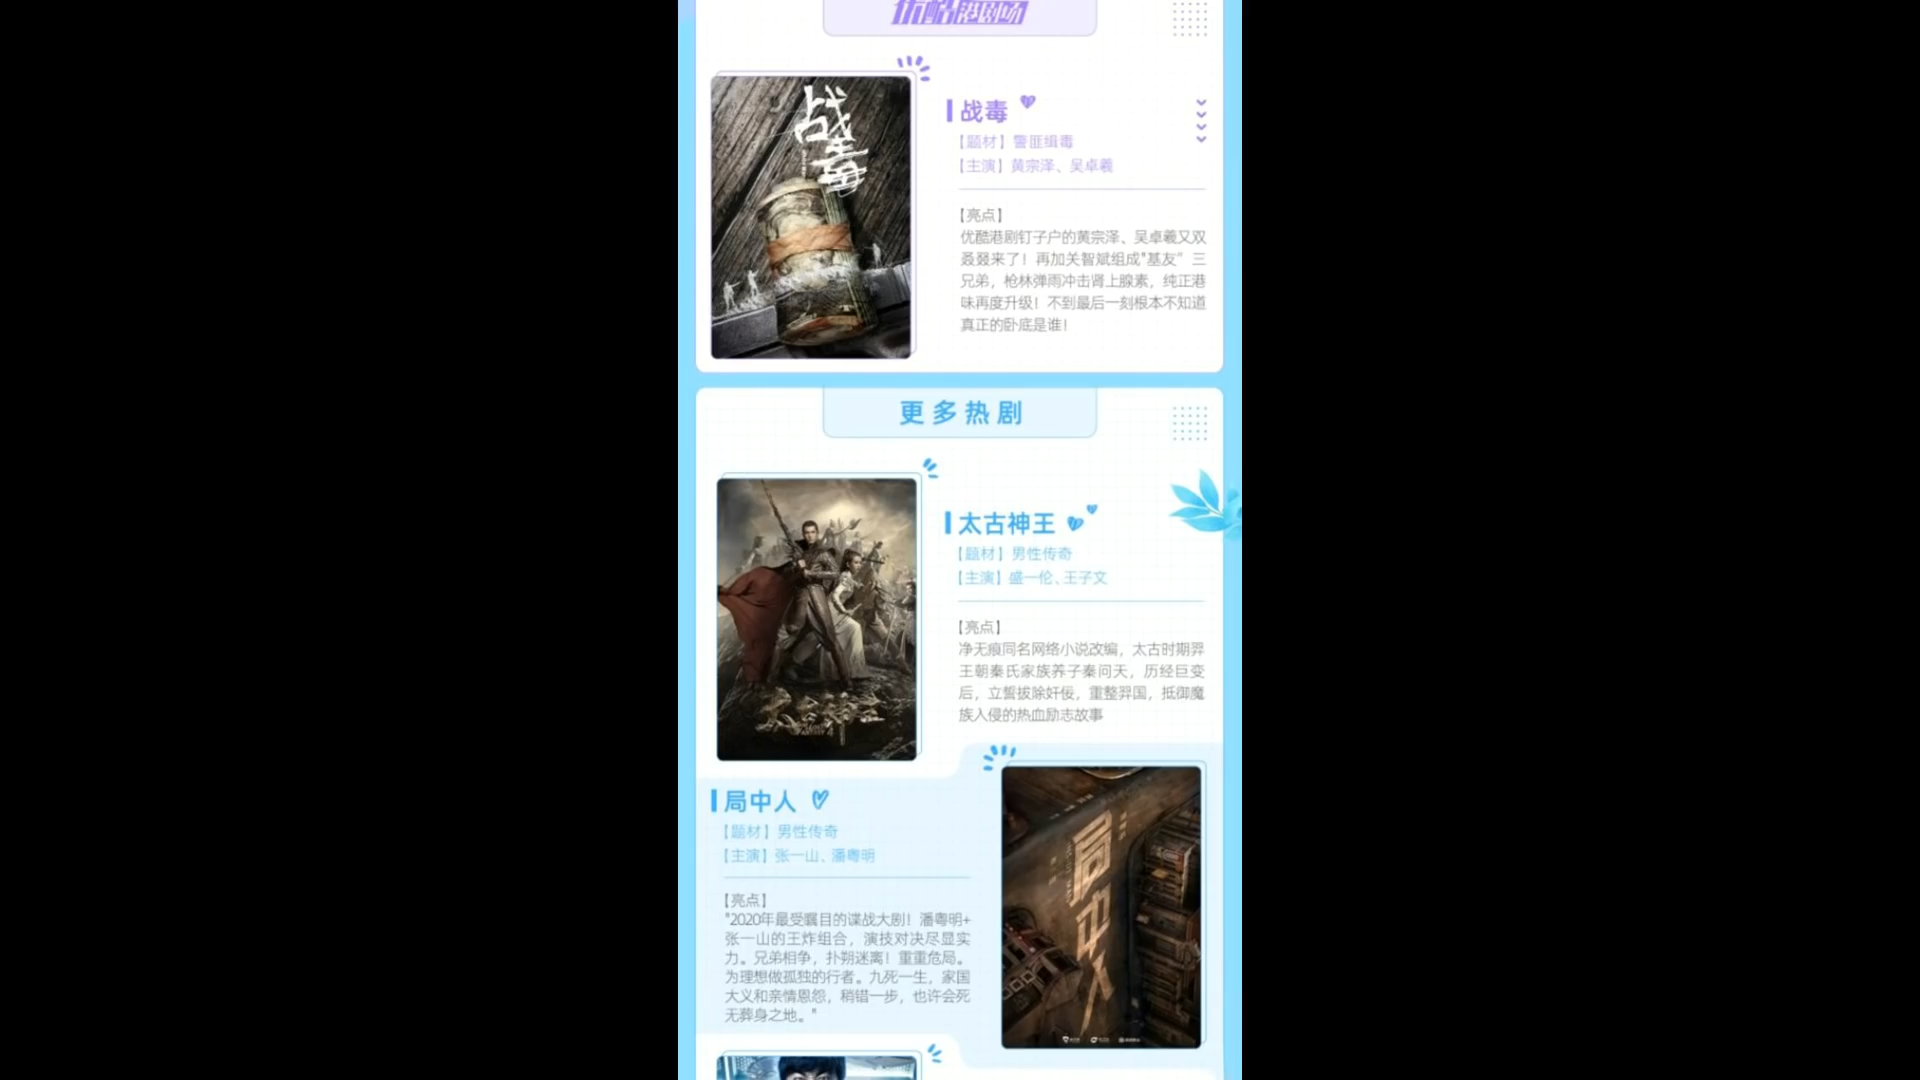 优酷港剧场
战毒
战毒
【题材】警匪缉毒
【主演】黄宗泽、吴卓羲
【亮点】
优酷港剧钉子户的黄宗泽、吴卓羲又双
叒叕来了！再加关智斌组成"基友"三
兄弟，枪林弹雨冲击肾上腺素，纯正港
味再度升级！不到最后一刻根本不知道
真正的卧底是谁！
更多热剧
太古神王
【题材】男性传奇
【主演】盛一伦、王子文
【亮点】
净无痕同名网络小说改编，太古时期羿
王朝秦氏家族养子秦问天，历经巨变
后，立誓拔除奸佞，重整羿国，抵御魔
族入侵的热血励志故事
局中人
【题材】男性传奇
【主演】张一山、潘粤明
【亮点】
"2020年最受瞩目的谍战大剧！潘粤明+
张一山的王炸组合，演技对决尽显实
力。兄弟相争，扑朔迷离！重重危局。
为理想做孤独的行者。九死一生，家国
大义和亲情恩怨，稍错一步，也许会死
无葬身之地。"
局中人